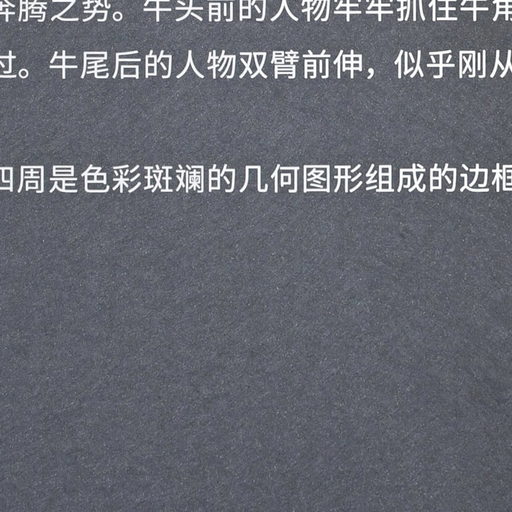 奔腾之势。牛头前的人物牢牢抓住牛角
过。牛尾后的人物双臂前伸，似乎刚从
四周是色彩斑斓的几何图形组成的边框